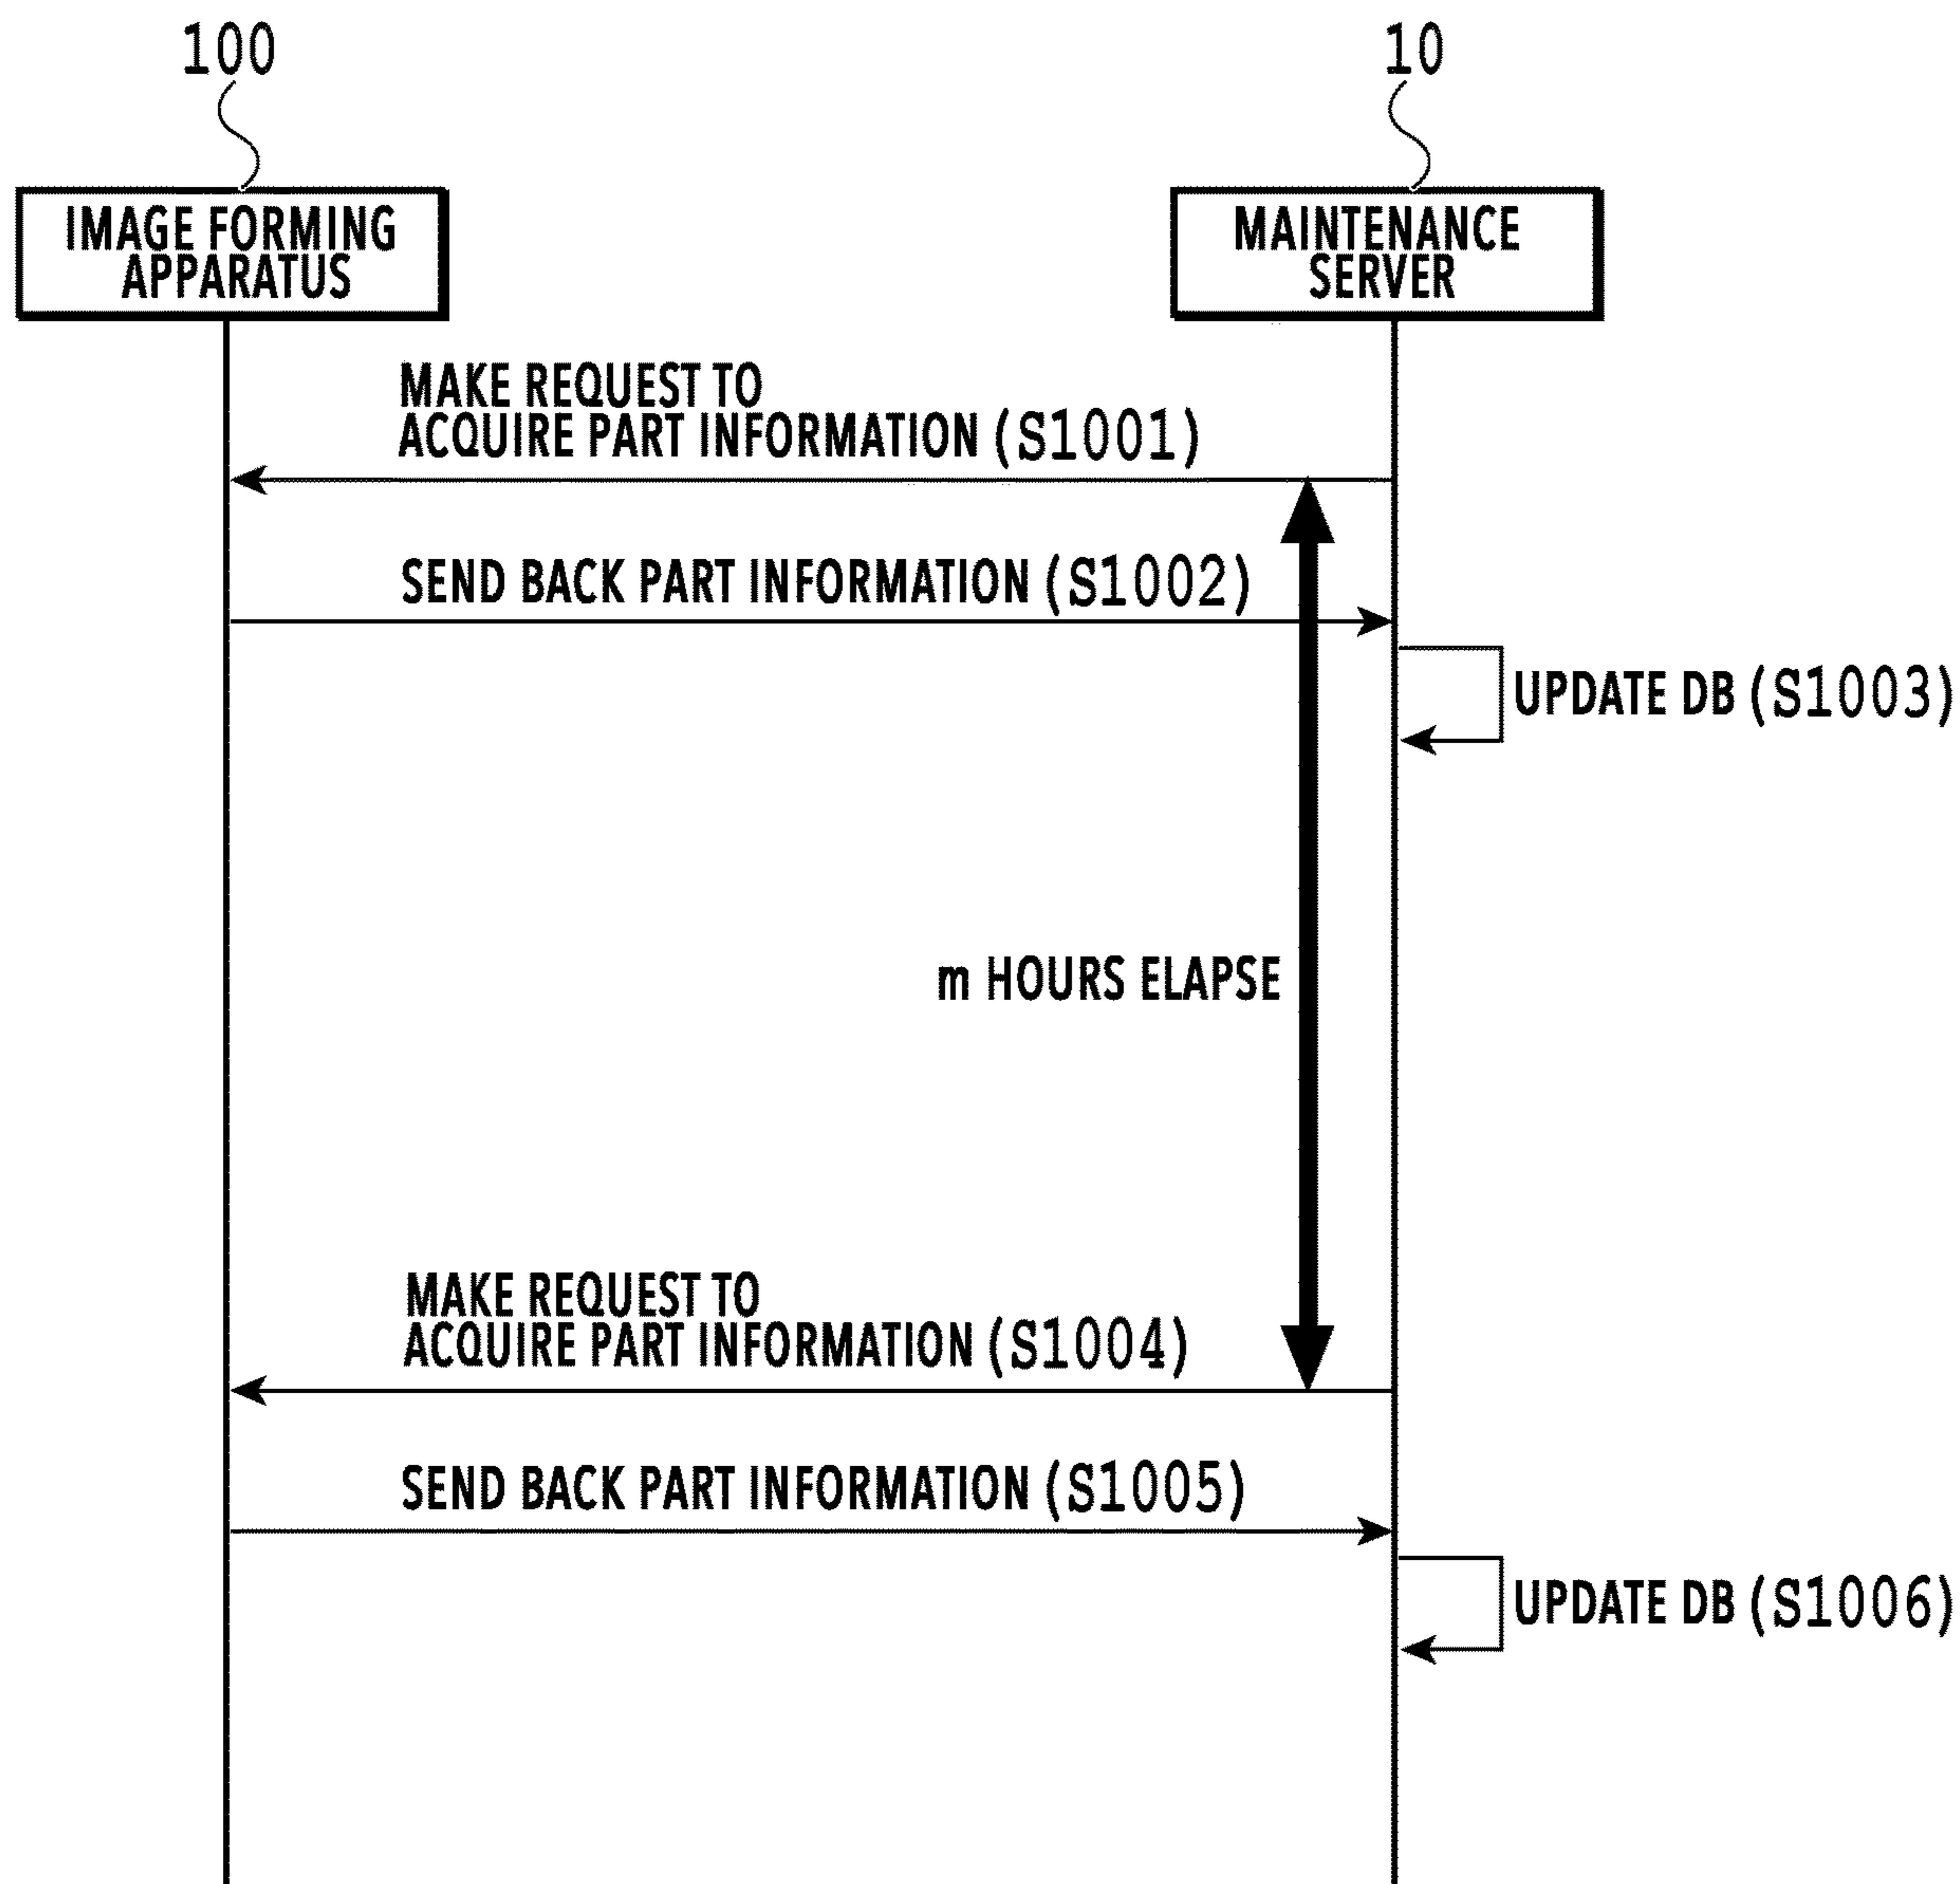 100
10
IMAGE FORMING
APPARATUS
MAINTENANCE
SERVER
MAKE REQUEST TO
ACQUIRE PART INFORMATION (S1001)
SEND BACK PART INFORMATION (S1002)
UPDATE DB (S1003)
m HOURS ELAPSE
MAKE REQUEST TO
ACQUIRE PART INFORMATION (S1004)
SEND BACK PART INFORMATION (S1005)
UPDATE DB (S1006)